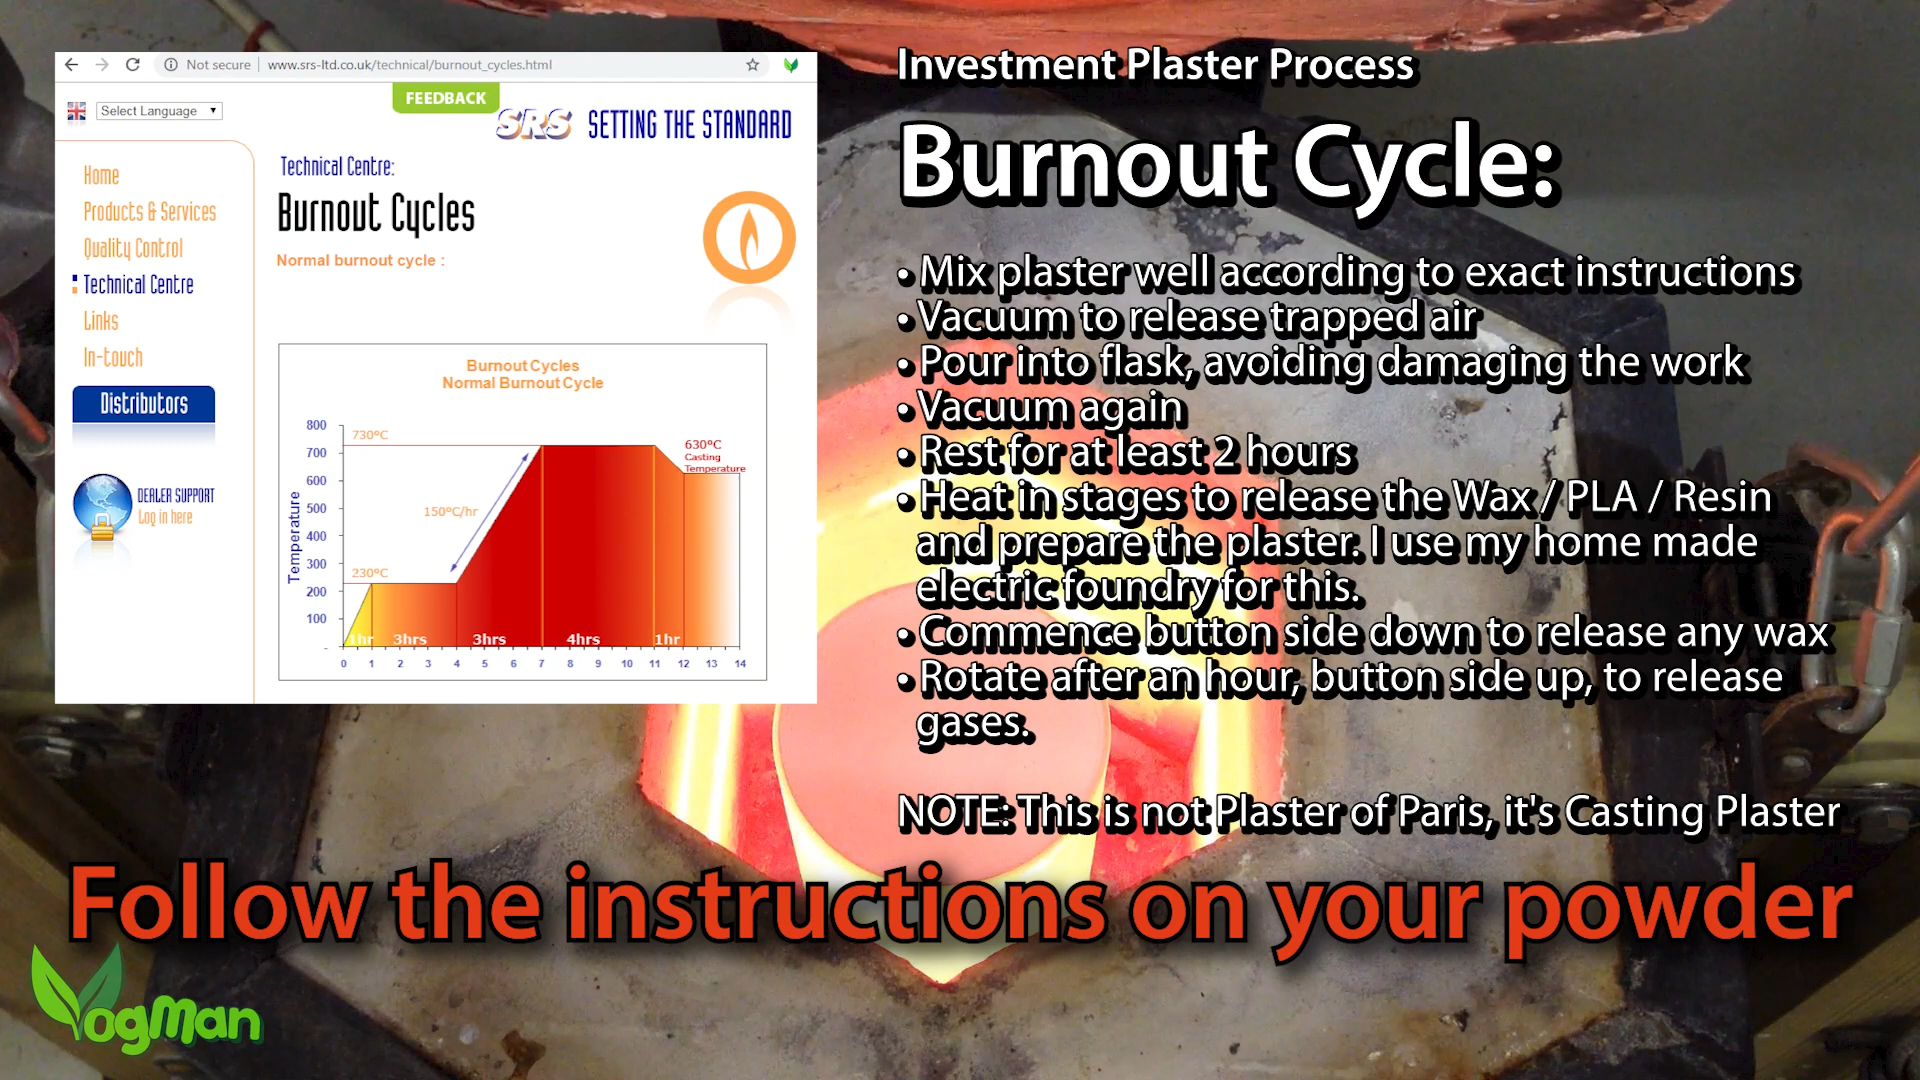 Not secure | www.srs-ltd.co.uk/technical/burnout_cycles.html
Select Language
FEEDBACK
SRS SETTING THE STANDARD
Home
Products & Services
Quality Control
Technical Centre
Links
In-touch
Distributors
DEALER SUPPORT
Log in here
Technical Centre:
Burnout Cycles
Normal burnout cycle :
Burnout Cycles
Normal Burnout Cycle
Temperature
800
700
600
500
400
300
200
100
-
730ºC
630ºC
Casting
Temperature
150ºC/hr
230ºC
1hr 3hrs 3hrs 4hrs 1hr
0 1 2 3 4 5 6 7 8 9 10 11 12 13 14
Investment Plaster Process
Burnout Cycle:
• Mix plaster well according to exact instructions
• Vacuum to release trapped air
• Pour into flask, avoiding damaging the work
• Vacuum again
• Rest for at least 2 hours
• Heat in stages to release the Wax / PLA / Resin
and prepare the plaster. I use my home made
electric foundry for this.
• Commence button side down to release any wax
• Rotate after an hour, button side up, to release
gases.
NOTE: This is not Plaster of Paris, it's Casting Plaster
Follow the instructions on your powder
VogMan